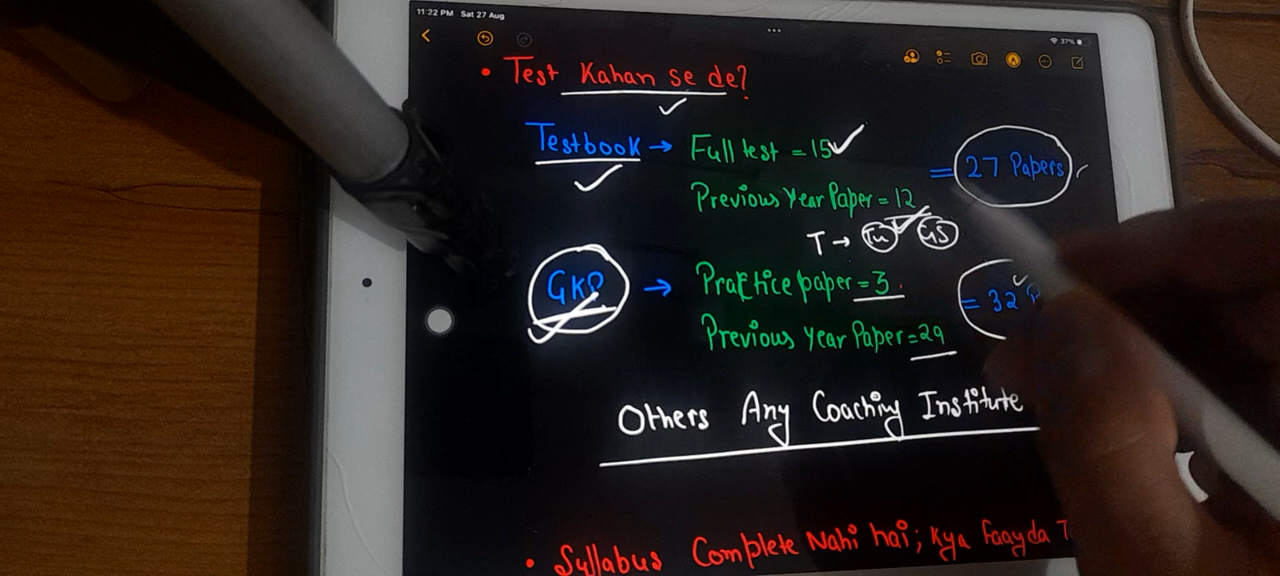 11:22 PM Sat 27 Aug
37%
• Test Kahan se de?
Testbook → Full test = 15
Previous Year Paper = 12
= 27 Papers
T → GS
GKP → Practice paper = 3
Previous Year Paper = 29
= 32 P
Others Any Coaching Institute
• Syllabus Complete Nahi hai; Kya Faayda T